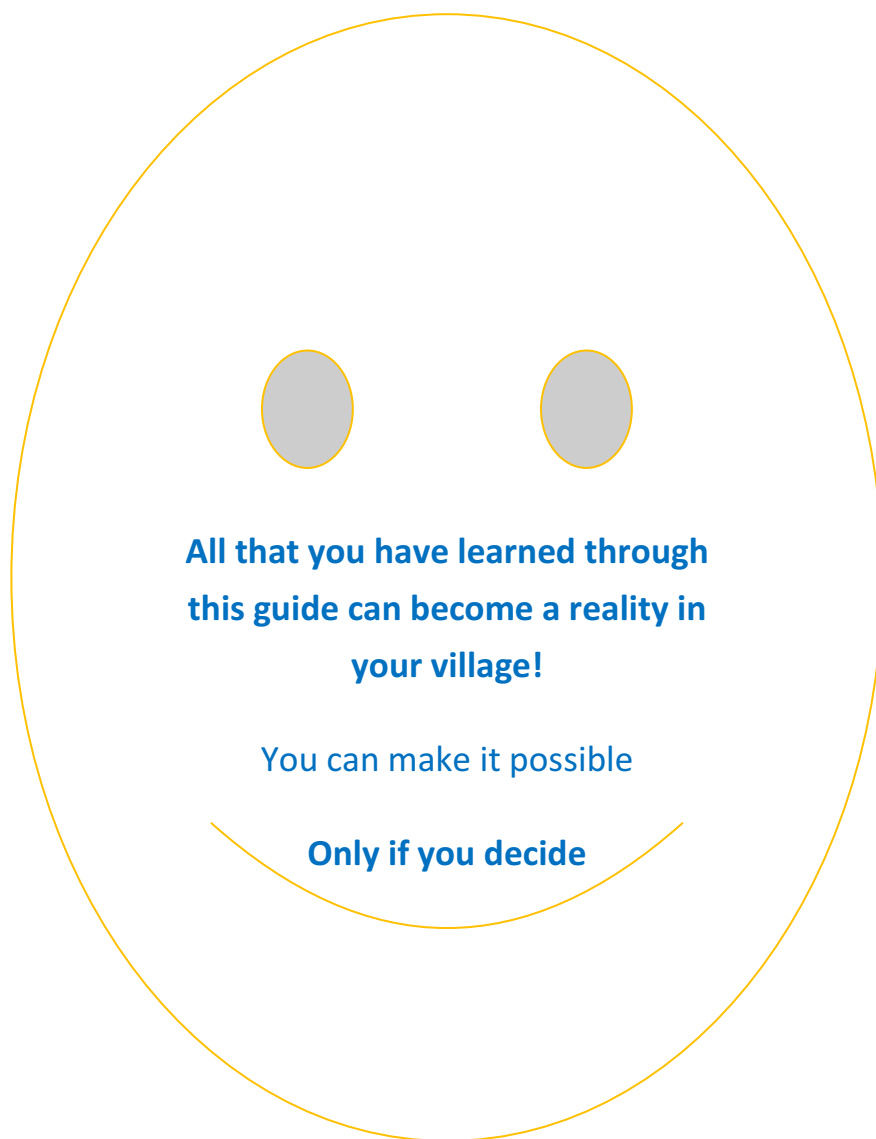 All that you have learned through
this guide can become a reality in
your village!
You can make it possible
Only if you decide